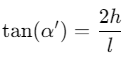 tan(α′) = 2h/l